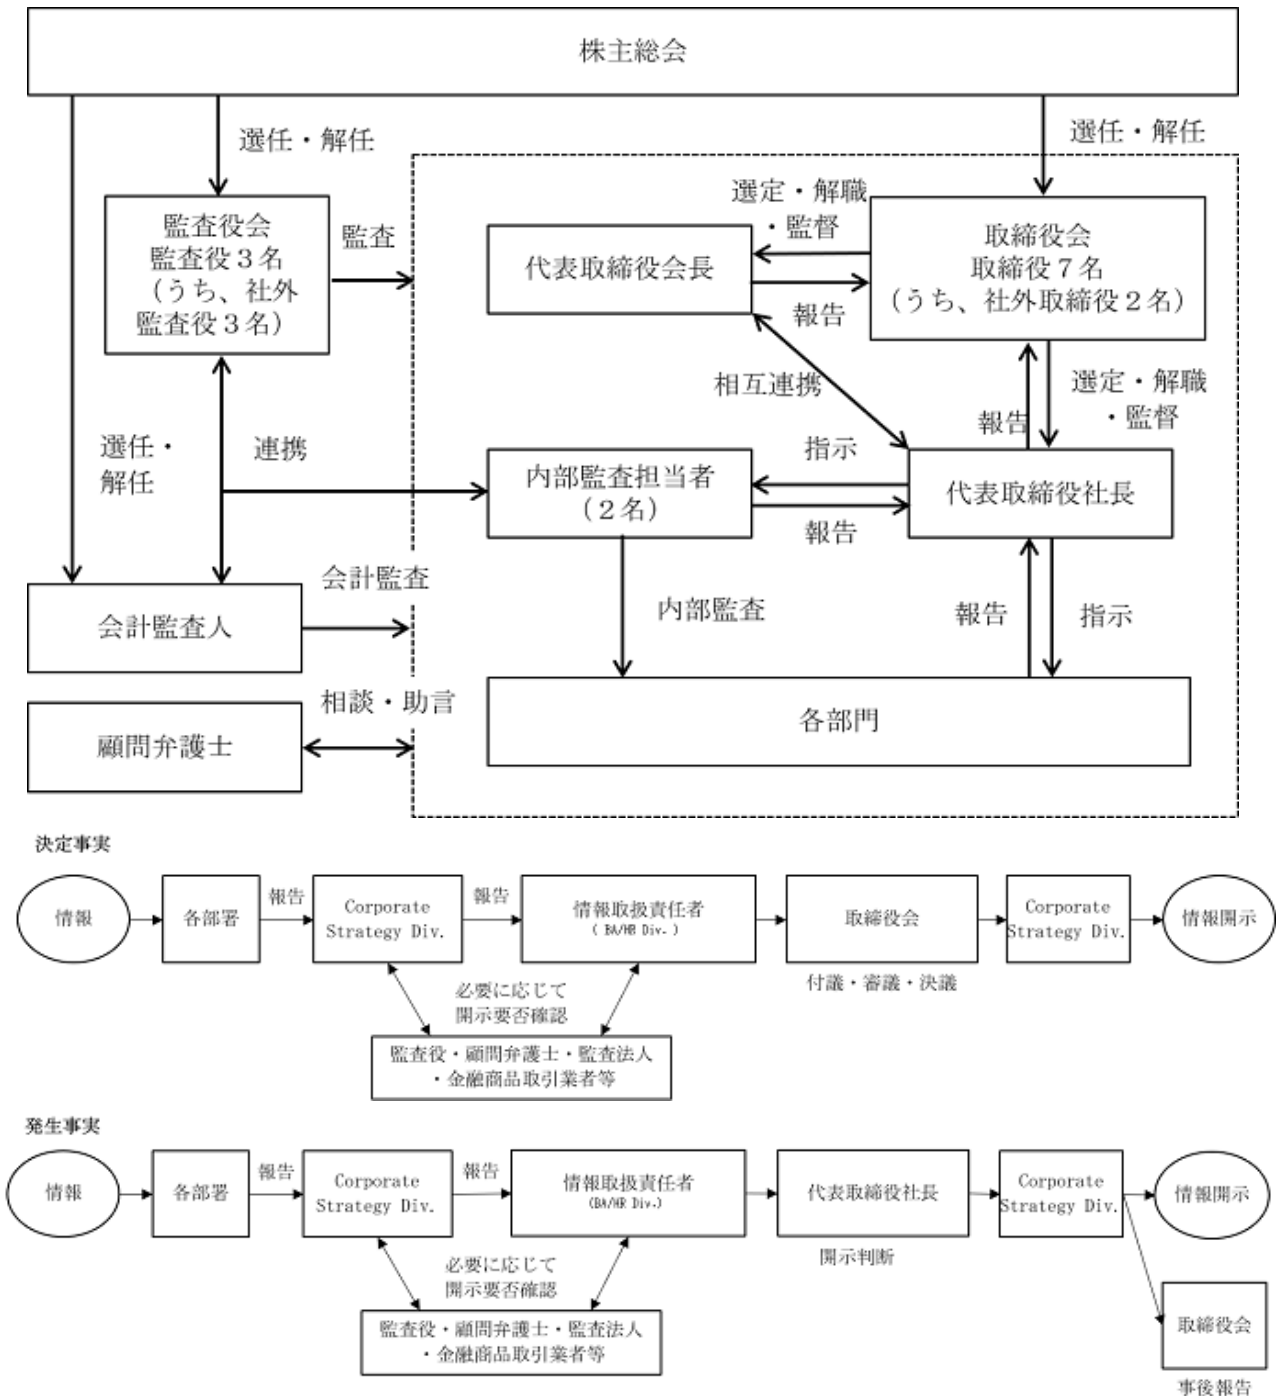 株主総会
選任・解任
選任・解任
監査役会
監査役３名
（うち、社外
監査役３名）
監査
選定・解職
・監督
代表取締役会長
取締役会
取締役７名
（うち、社外取締役２名）
報告
相互連携
選定・解職
・監督
報告
選任・
解任
連携
指示
内部監査担当者
（２名）
代表取締役社長
報告
会計監査
会計監査人
内部監査
報告
指示
相談・助言
顧問弁護士
各部門
決定事実
情報
各部署
報告
Corporate
Strategy Div.
報告
情報取扱責任者
( BA/HR Div. )
取締役会
Corporate
Strategy Div.
情報開示
付議・審議・決議
必要に応じて
開示要否確認
監査役・顧問弁護士・監査法人
・金融商品取引業者等
発生事実
情報
各部署
報告
Corporate
Strategy Div.
報告
情報取扱責任者
(BA/HR Div.)
代表取締役社長
Corporate
Strategy Div.
情報開示
開示判断
必要に応じて
開示要否確認
監査役・顧問弁護士・監査法人
・金融商品取引業者等
取締役会
事後報告